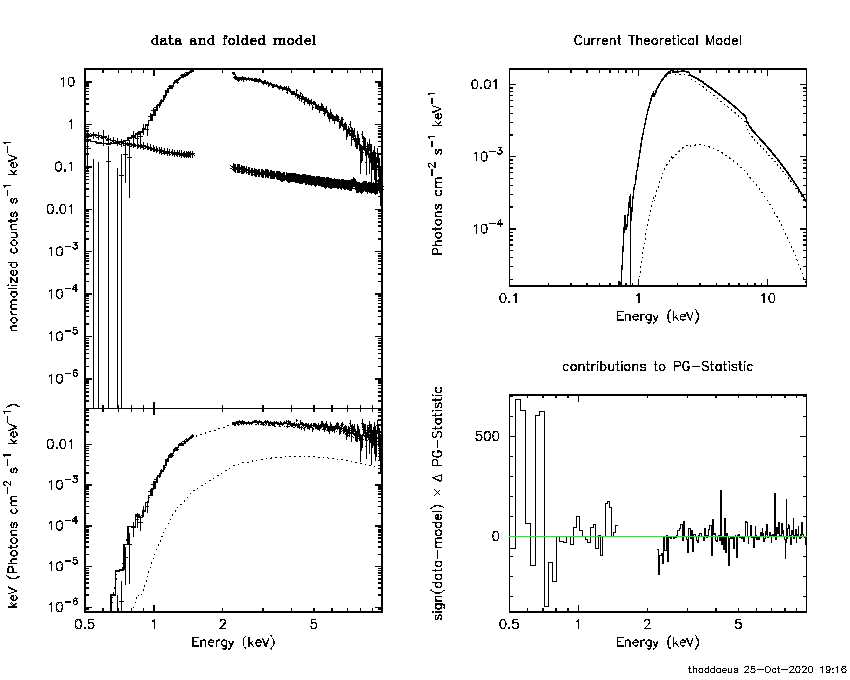 data and folded model
normalized counts s⁻¹ keV⁻¹
10
1
0.1
0.01
10⁻³
10⁻⁴
10⁻⁵
10⁻⁶
keV (Photons cm⁻² s⁻¹ keV⁻¹)
0.01
10⁻³
10⁻⁴
10⁻⁵
10⁻⁶
0.5 1 2 5
Energy (keV)
Current Theoretical Model
Photons cm⁻² s⁻¹ keV⁻¹
0.01
10⁻³
10⁻⁴
0.1 1 10
Energy (keV)
contributions to PG-Statistic
sign(data-model) × Δ PG-Statistic
500
0
0.5 1 2 5
Energy (keV)
thaddaeus 25-Oct-2020 19:16